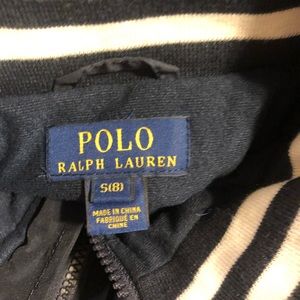 POLO
RALPH LAUREN
S(8)
MADE IN CHINA
FABRIQUÉ EN
CHINE